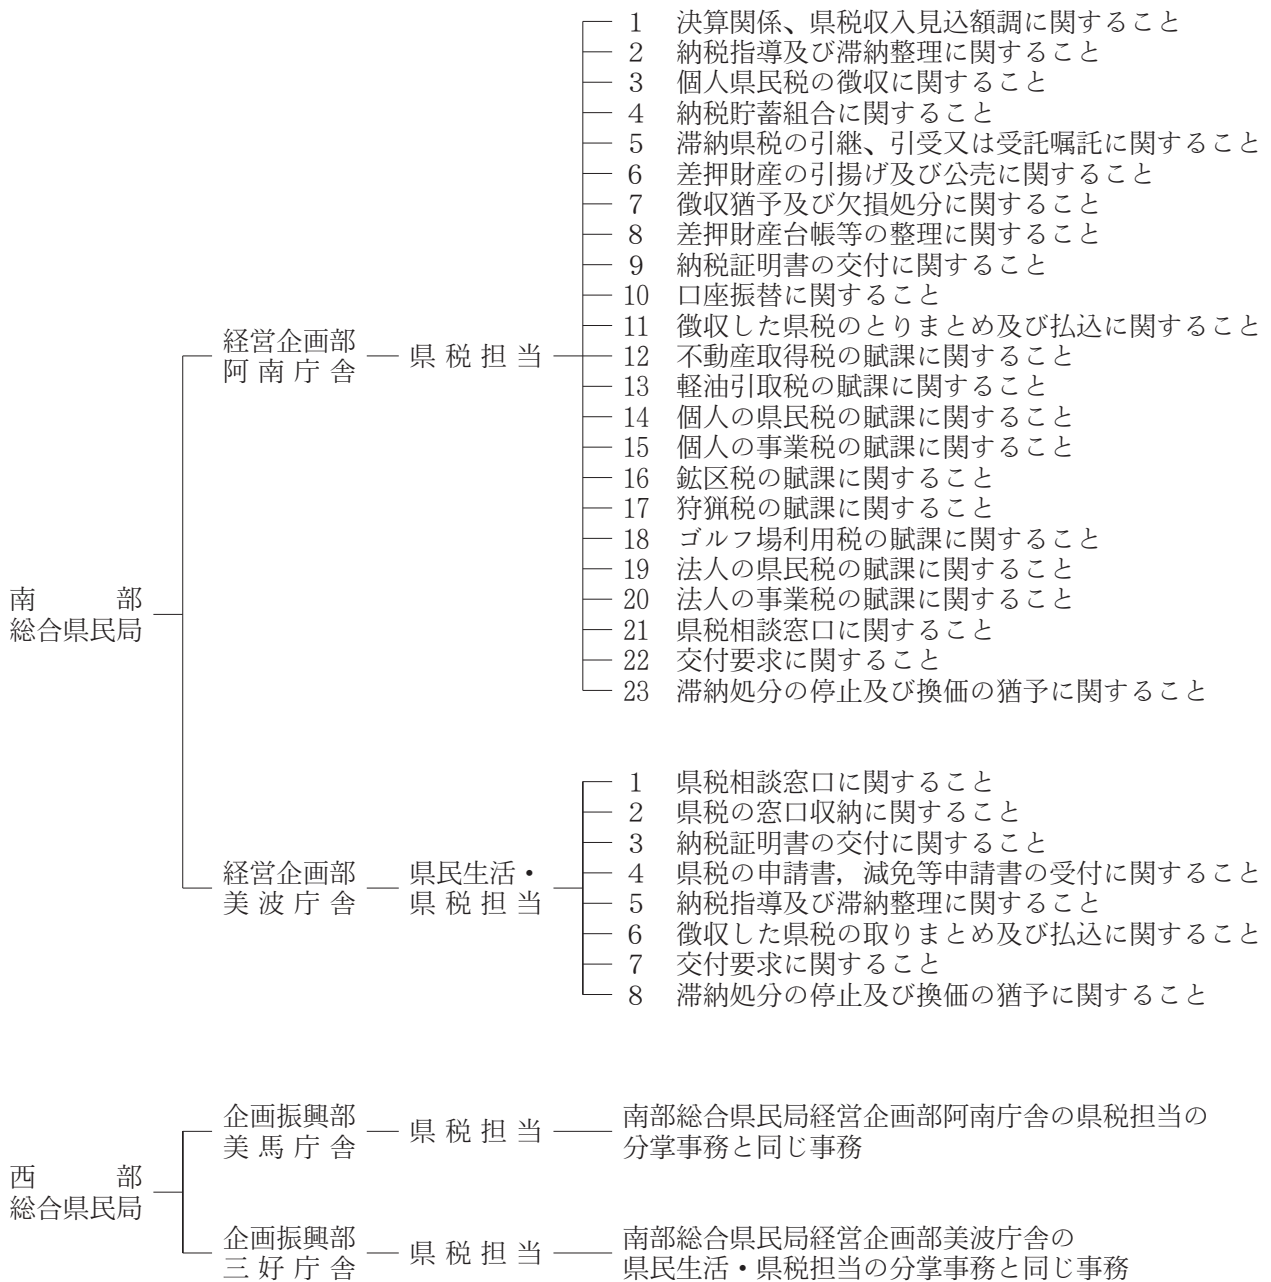 南部
総合県民局
経営企画部
阿南庁舎
県税担当
1 決算関係、県税収入見込額調に関すること
2 納税指導及び滞納整理に関すること
3 個人県民税の徴収に関すること
4 納税貯蓄組合に関すること
5 滞納県税の引継、引受又は受託嘱託に関すること
6 差押財産の引揚げ及び公売に関すること
7 徴収猶予及び欠損処分に関すること
8 差押財産台帳等の整理に関すること
9 納税証明書の交付に関すること
10 口座振替に関すること
11 徴収した県税のとりまとめ及び払込に関すること
12 不動産取得税の賦課に関すること
13 軽油引取税の賦課に関すること
14 個人の県民税の賦課に関すること
15 個人の事業税の賦課に関すること
16 鉱区税の賦課に関すること
17 狩猟税の賦課に関すること
18 ゴルフ場利用税の賦課に関すること
19 法人の県民税の賦課に関すること
20 法人の事業税の賦課に関すること
21 県税相談窓口に関すること
22 交付要求に関すること
23 滞納処分の停止及び換価の猶予に関すること
経営企画部
美波庁舎
県民生活・
県税担当
1 県税相談窓口に関すること
2 県税の窓口収納に関すること
3 納税証明書の交付に関すること
4 県税の申請書，減免等申請書の受付に関すること
5 納税指導及び滞納整理に関すること
6 徴収した県税の取りまとめ及び払込に関すること
7 交付要求に関すること
8 滞納処分の停止及び換価の猶予に関すること
西部
総合県民局
企画振興部
美馬庁舎
県税担当
南部総合県民局経営企画部阿南庁舎の県税担当の
分掌事務と同じ事務
企画振興部
三好庁舎
県税担当
南部総合県民局経営企画部美波庁舎の
県民生活・県税担当の分掌事務と同じ事務